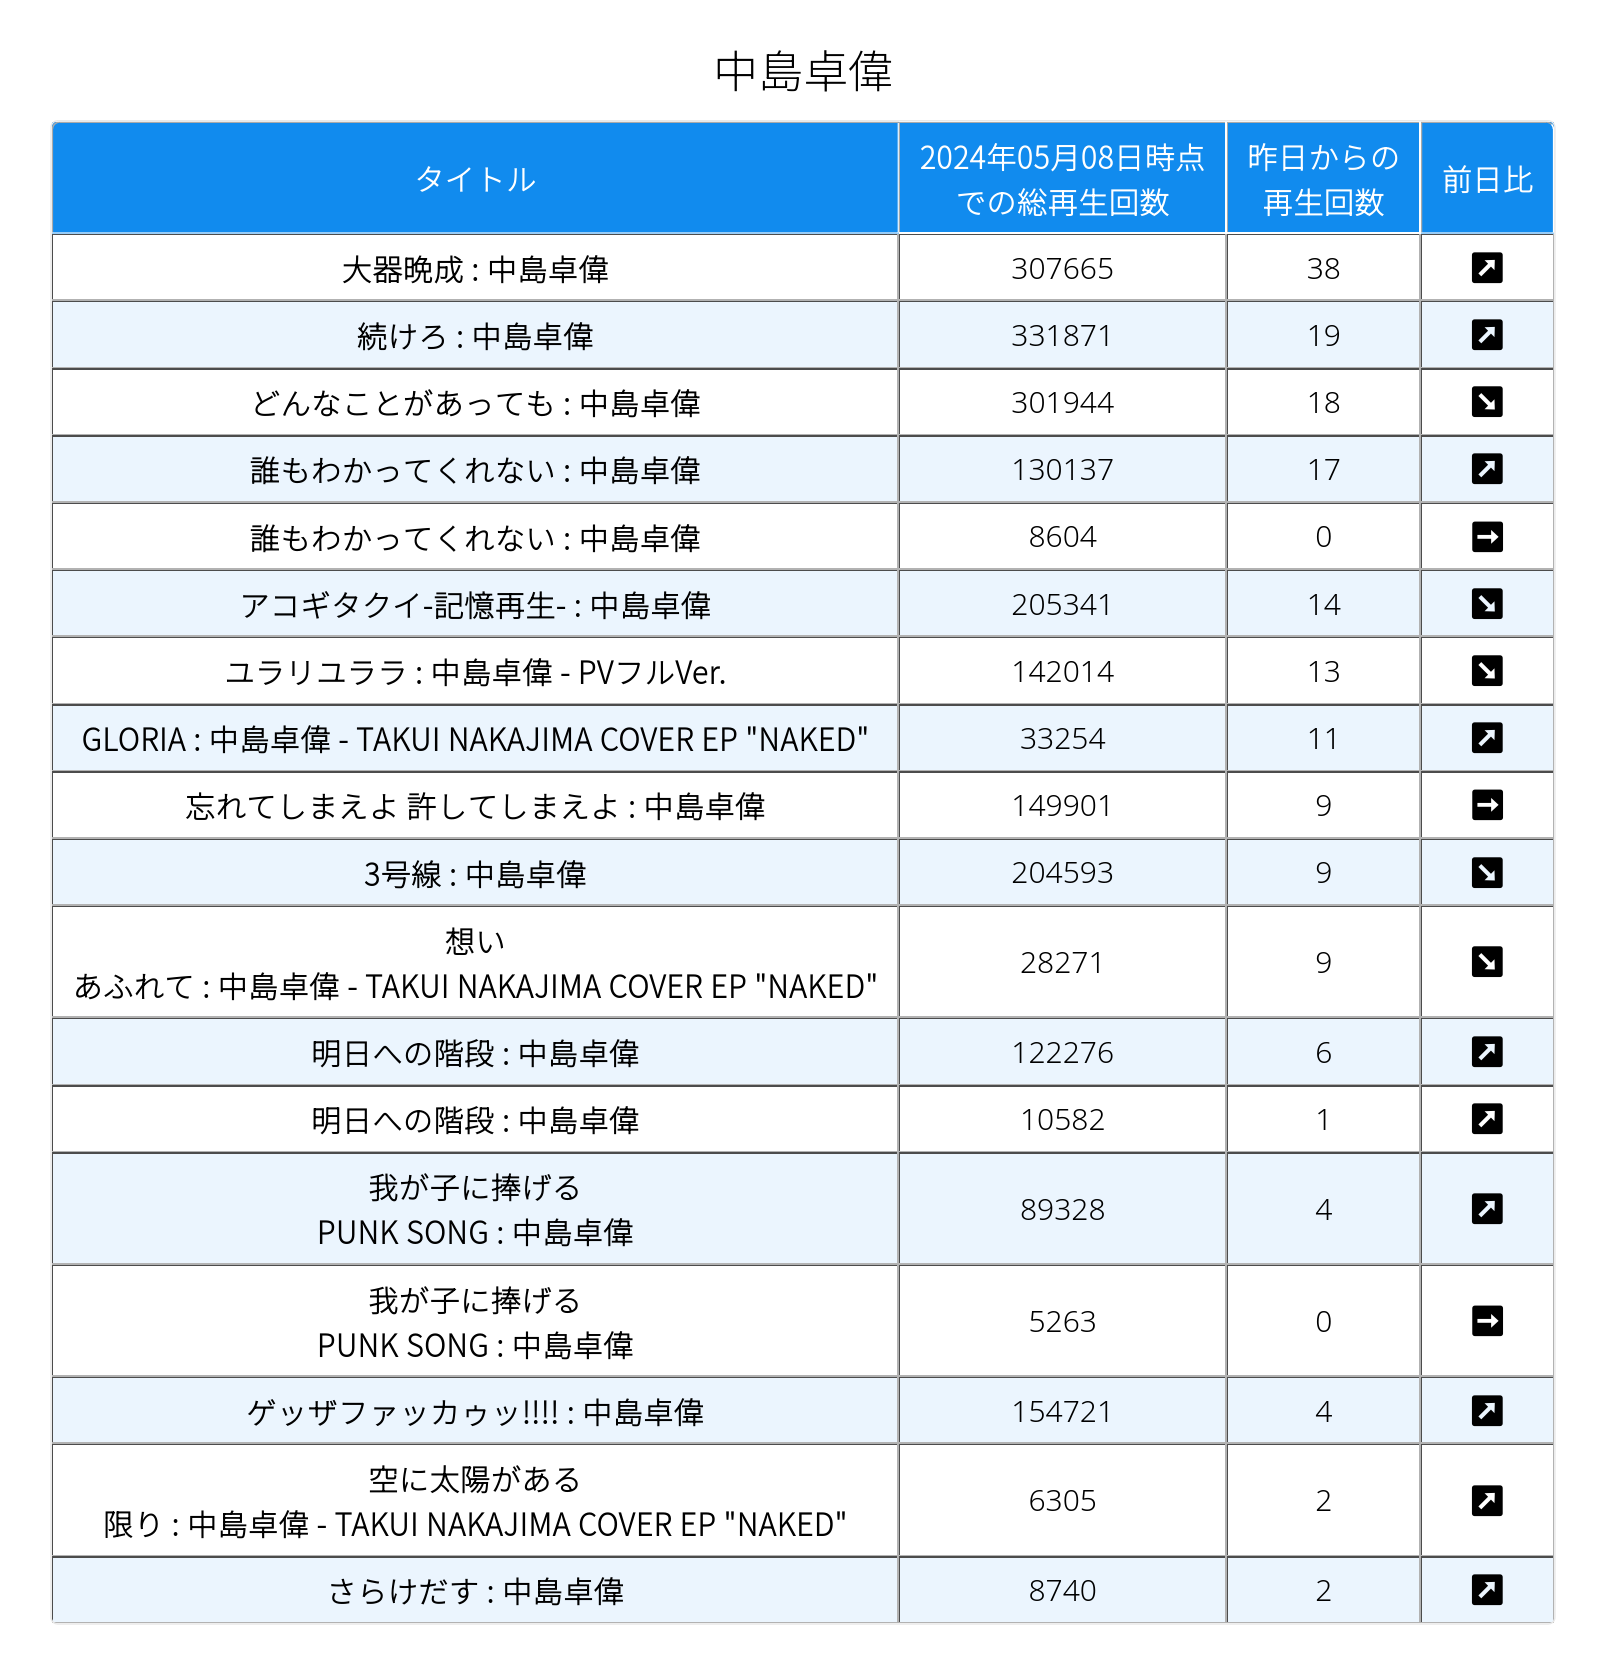 中島卓偉
タイトル
2024年05月08日時点
での総再生回数
昨日からの
再生回数
前日比
大器晩成 : 中島卓偉 307665 38
続けろ : 中島卓偉 331871 19
どんなことがあっても : 中島卓偉 301944 18
誰もわかってくれない : 中島卓偉 130137 17
誰もわかってくれない : 中島卓偉 8604 0
アコギタクイ-記憶再生- : 中島卓偉 205341 14
ユラリユララ : 中島卓偉 - PVフルVer. 142014 13
GLORIA : 中島卓偉 - TAKUI NAKAJIMA COVER EP "NAKED" 33254 11
忘れてしまえよ 許してしまえよ : 中島卓偉 149901 9
3号線 : 中島卓偉 204593 9
想い
あふれて : 中島卓偉 - TAKUI NAKAJIMA COVER EP "NAKED" 28271 9
明日への階段 : 中島卓偉 122276 6
明日への階段 : 中島卓偉 10582 1
我が子に捧げる
PUNK SONG : 中島卓偉 89328 4
我が子に捧げる
PUNK SONG : 中島卓偉 5263 0
ゲッザファッカゥッ!!!! : 中島卓偉 154721 4
空に太陽がある
限り : 中島卓偉 - TAKUI NAKAJIMA COVER EP "NAKED" 6305 2
さらけだす : 中島卓偉 8740 2